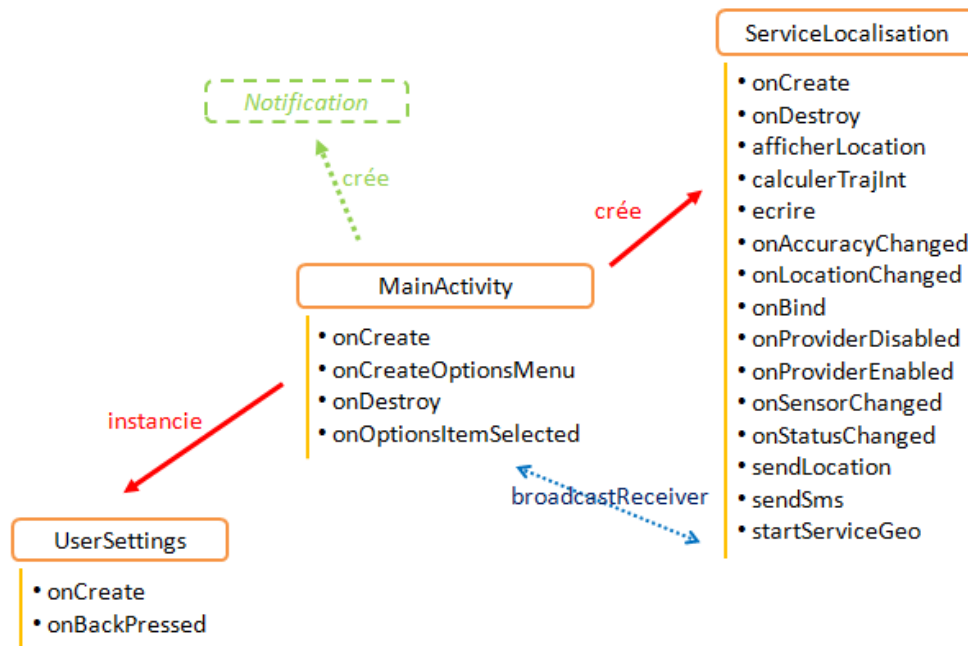 ServiceLocalisation
• onCreate
• onDestroy
• afficherLocation
• calculerTrajInt
• ecrire
• onAccuracyChanged
• onLocationChanged
• onBind
• onProviderDisabled
• onProviderEnabled
• onSensorChanged
• onStatusChanged
• sendLocation
• sendSms
• startServiceGeo
Notification
crée
crée
MainActivity
• onCreate
• onCreateOptionsMenu
• onDestroy
• onOptionsItemSelected
instancie
broadcastReceiver
UserSettings
• onCreate
• onBackPressed